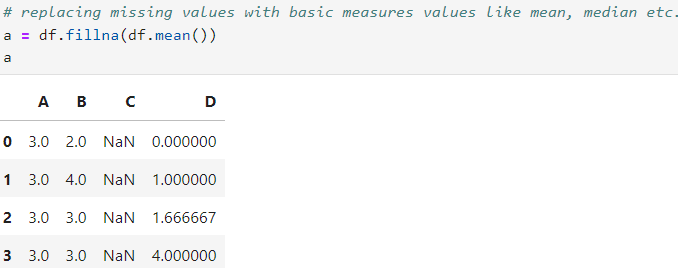 # replacing missing values with basic measures values like mean, median etc.
a = df.fillna(df.mean())
a
A B C D
0 3.0 2.0 NaN 0.000000
1 3.0 4.0 NaN 1.000000
2 3.0 3.0 NaN 1.666667
3 3.0 3.0 NaN 4.000000